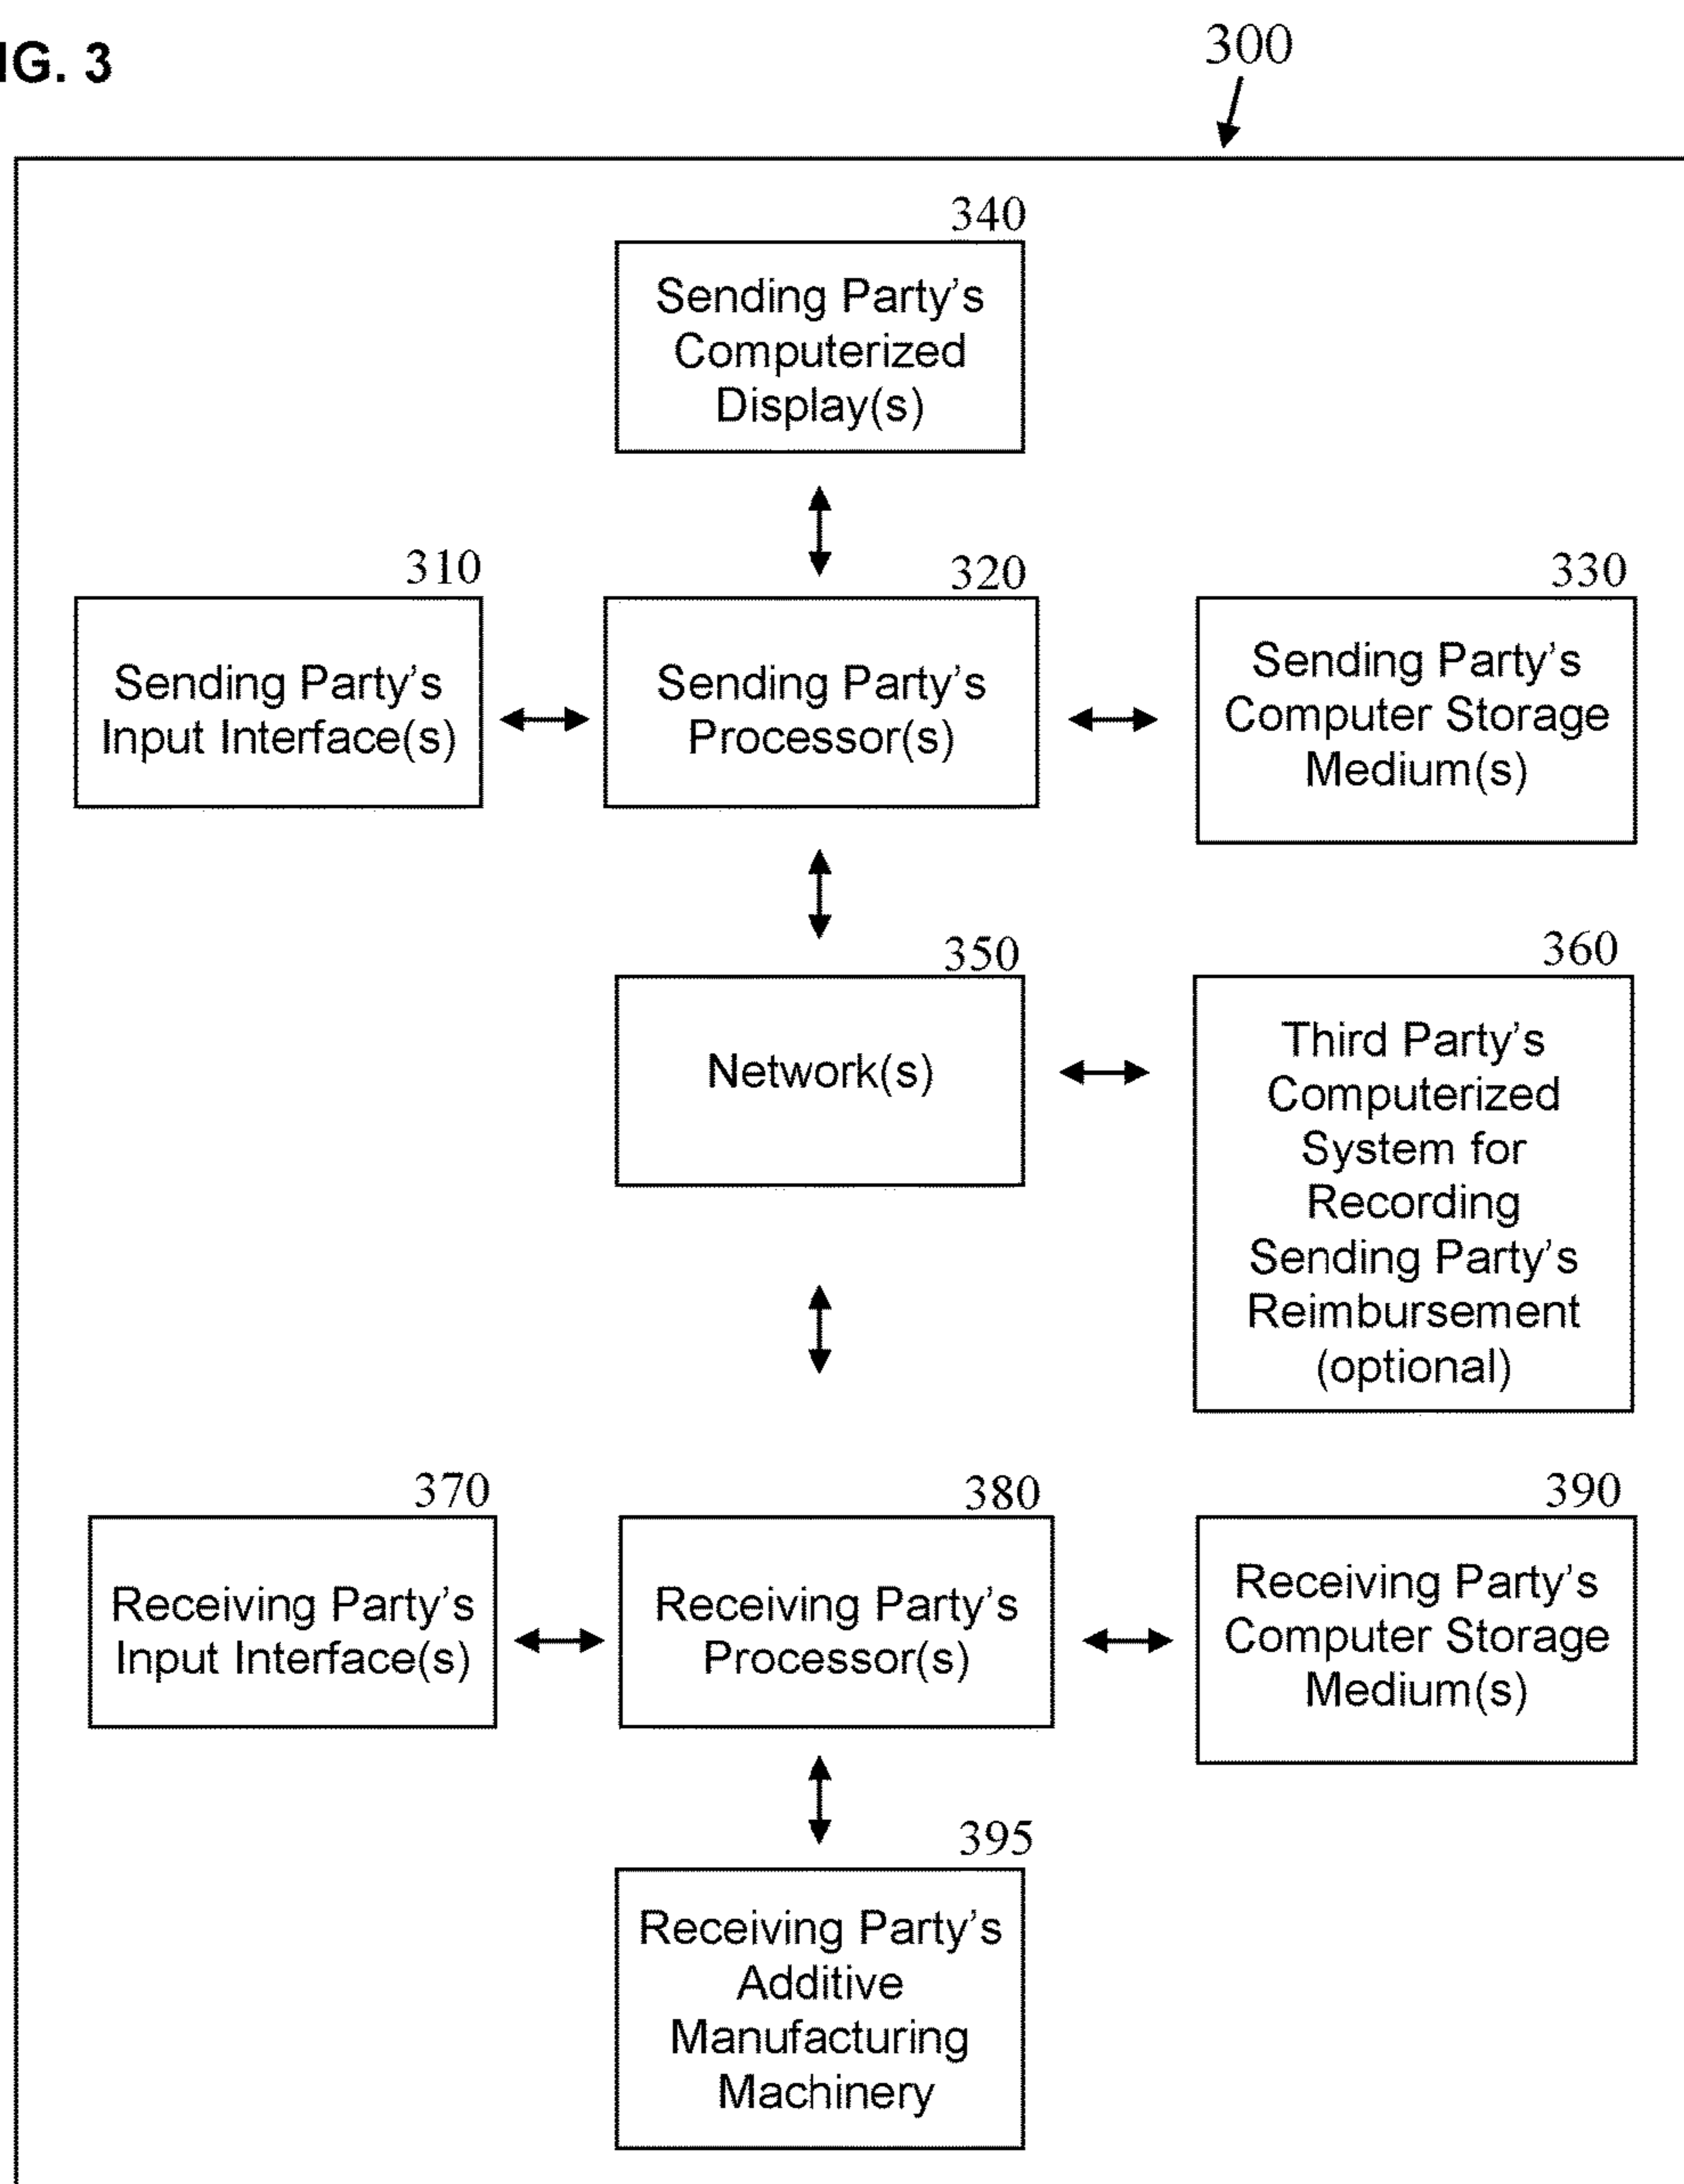 IG. 3
300
340
Sending Party's
Computerized
Display(s)
310
Sending Party's
Input Interface(s)
320
Sending Party's
Processor(s)
330
Sending Party's
Computer Storage
Medium(s)
350
Network(s)
360
Third Party's
Computerized
System for
Recording
Sending Party's
Reimbursement
(optional)
370
Receiving Party's
Input Interface(s)
380
Receiving Party's
Processor(s)
390
Receiving Party's
Computer Storage
Medium(s)
395
Receiving Party's
Additive
Manufacturing
Machinery